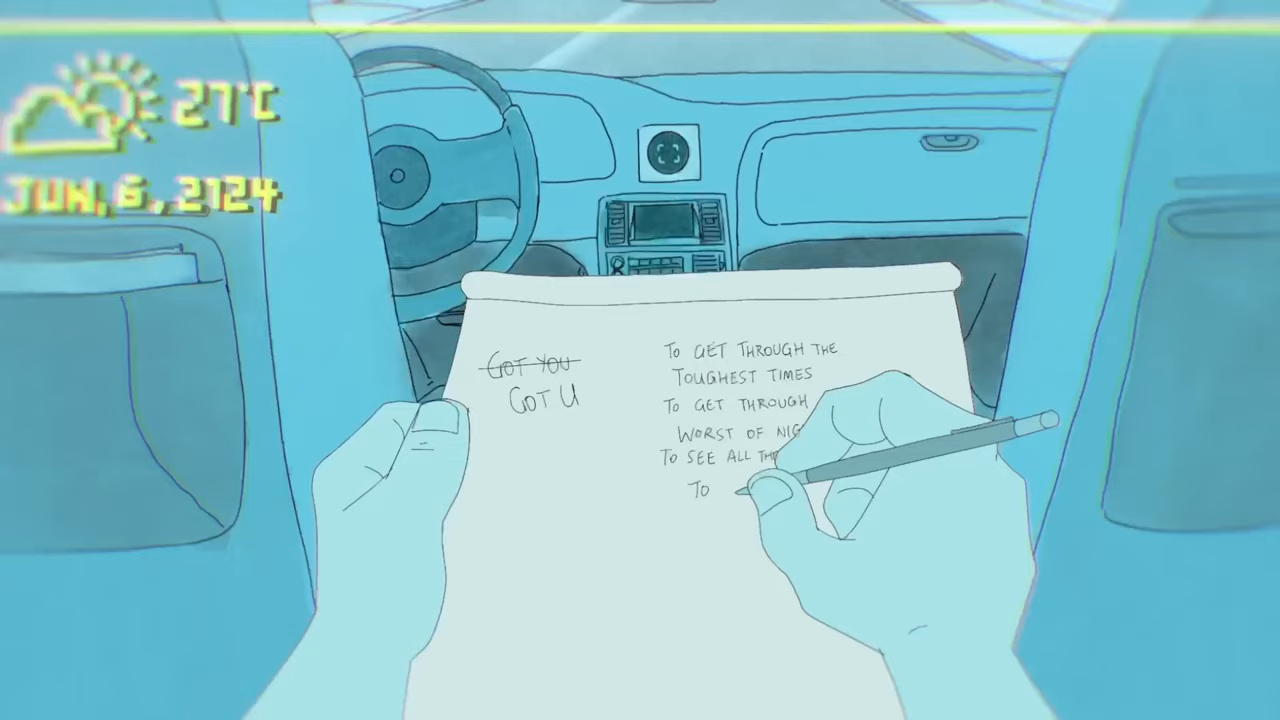 27°C
JUN, 6, 2124
GOT YOU
GOT U
TO GET THROUGH THE
TOUGHEST TIMES
TO GET THROUGH
WORST OF
TO SEE ALL
TO